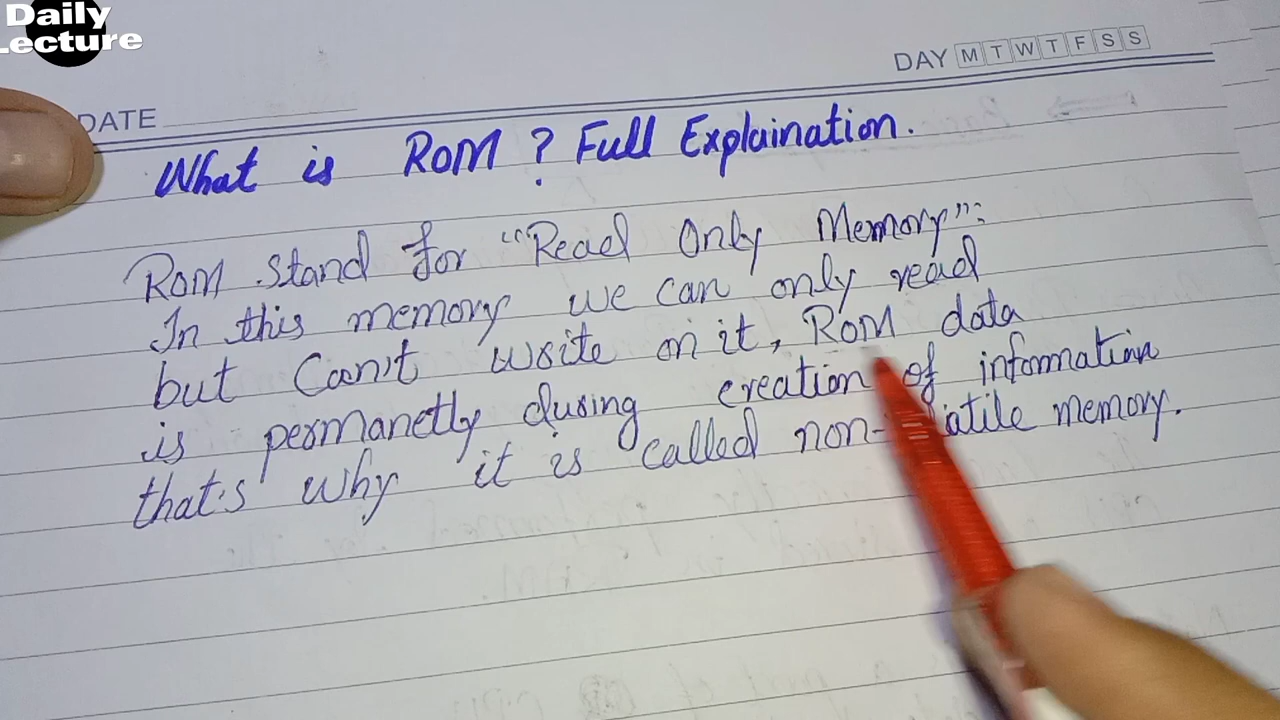 Daily
Lecture
DAY M T W T F S S
DATE
What is ROM ? Full Explaination.
ROM stand for "Read Only Memory":
In this memory we can only read
but Can't write on it, ROM data
is permanetly during creation of information
that's why it is called non- atile memory.